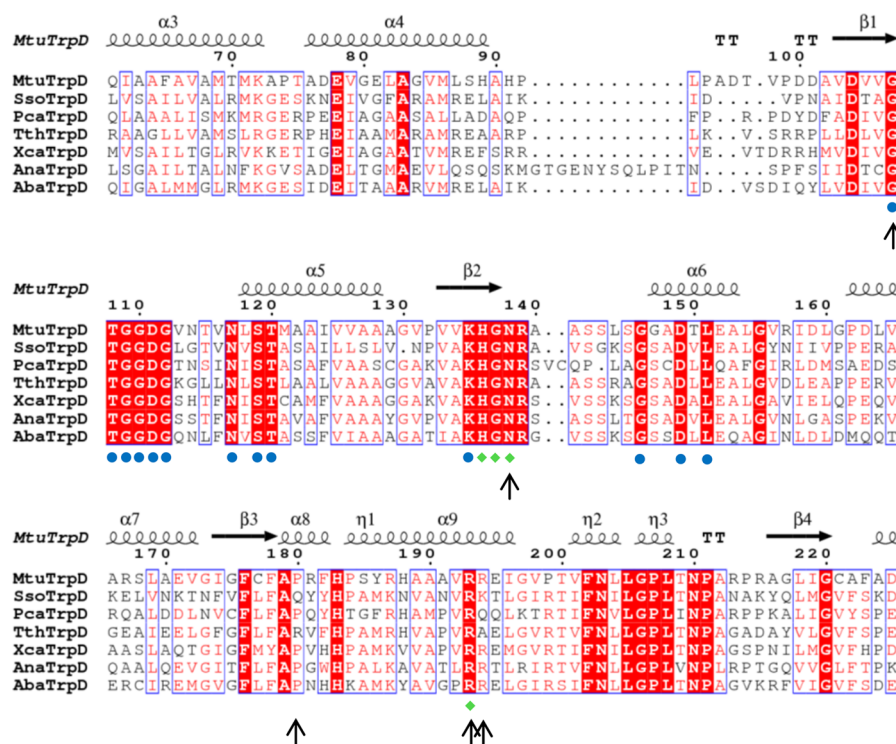 α3 α4 β1
MtuTrpD TT TT
70 80 90 100
MtuTrpD QIAAFAVAMTMKAPTADEVGELAGVMLSHAHP............LPADT.VPDDAVDVVG
SsoTrpD LVSAILVALRMKGESKNEIVGFARAMRELAIK............ID.....VPNAIDTAG
PcaTrpD QLAAALISMKMRGERPEEIAGAASALLADAQP............FP..R.PDYDFADIVG
TthTrpD RAAGLLVAMSLRGERPHEIAAMARAMREAARP............LK..V.SRRPLLDLVG
XcaTrpD MVSAILTGLRVKKETIGEIAGAATVMREFSRR............VE..VTDRRHMVDIVG
AnaTrpD LSGAILTALNFKGVSADELTGMAEVLQSQSKMGTGENYSQLPITN.....SPFSIIDTCG
AbaTrpD QIGALMMGLRMKGESIDEITAAARVMRELAIK............ID..VSDIQYLVDIVG
α5 β2 α6
MtuTrpD
110 120 130 140 150 160
MtuTrpD TGGDGVNTVNLSTMAAIVVAAAGVPVVKHGNRA..ASSLSGGADTLEALGVRIDLGPDLV
SsoTrpD TGGDGLGTVNVSTASAILLSLV.NPVAKHGNRA..VSGKSGSADVLEALGYNIIVPPERA
PcaTrpD TGGDGTNSINISTASAFVAASCGAKVAKHGNRSVCQP.LAGSCDLLQAFGIRLDMSAEDS
TthTrpD TGGDGKGLLNLSTLAALVAAAGGVAVAKHGNRA..ASSRAGSADLLEALGVDLEAPPERV
XcaTrpD TGGDGSHTFNISTCAMFVAAAGGAKVAKHGNRS..VSSKSGSADALEALGAVIELQPEQV
AnaTrpD TGGDGSSTFNISTAVAFVAAAYGVPVAKHGNRS..ASSLTGSADVLEALGVNLGASPEKV
AbaTrpD TGGDGQNLFNVSTASSFVIAAAGATIAKHGNRG..VSSKSGSSDLLEQAGINLDLDMQQT
α7 β3 α8 η1 α9 η2 η3 β4
MtuTrpD TT
170 180 190 200 210 220
MtuTrpD ARSLAEVGIGFCFAPRFHPSYRHAAAVRREIGVPTVFNLLGPLTNPARPRAGLIGCAFAD
SsoTrpD KELVNKTNFVFLFAQYYHPAMKNVANVRKTLGIRTIFNILGPLTNPANAKYQLMGVFSKD
PcaTrpD RQALDDLNVCFLFAPQYHTGFRHAMPVRQQLKTRTIFNVLGPLINPARPPKALIGVYSPE
TthTrpD GEAIEELGFGFLFARVFHPAMRHVAPVRAELGVRTVFNLLGPLTNPAGADAYVLGVFSPE
XcaTrpD AASLAQTGIGFMYAPVHHPAMKVVAPVRREMGVRTIFNILGPLTNPAGSPNILMGVFHPD
AnaTrpD QAALQEVGITFLFAPGWHPALKAVATLRRTLRIRTVFNLLGPLVNPLRPTGQVVGLFTPK
AbaTrpD ERCIREMGVGFLFAPNHHKAMKYAVGPRRELGIRSIFNLLGPLTNPAGVKRFVIGVFSDE